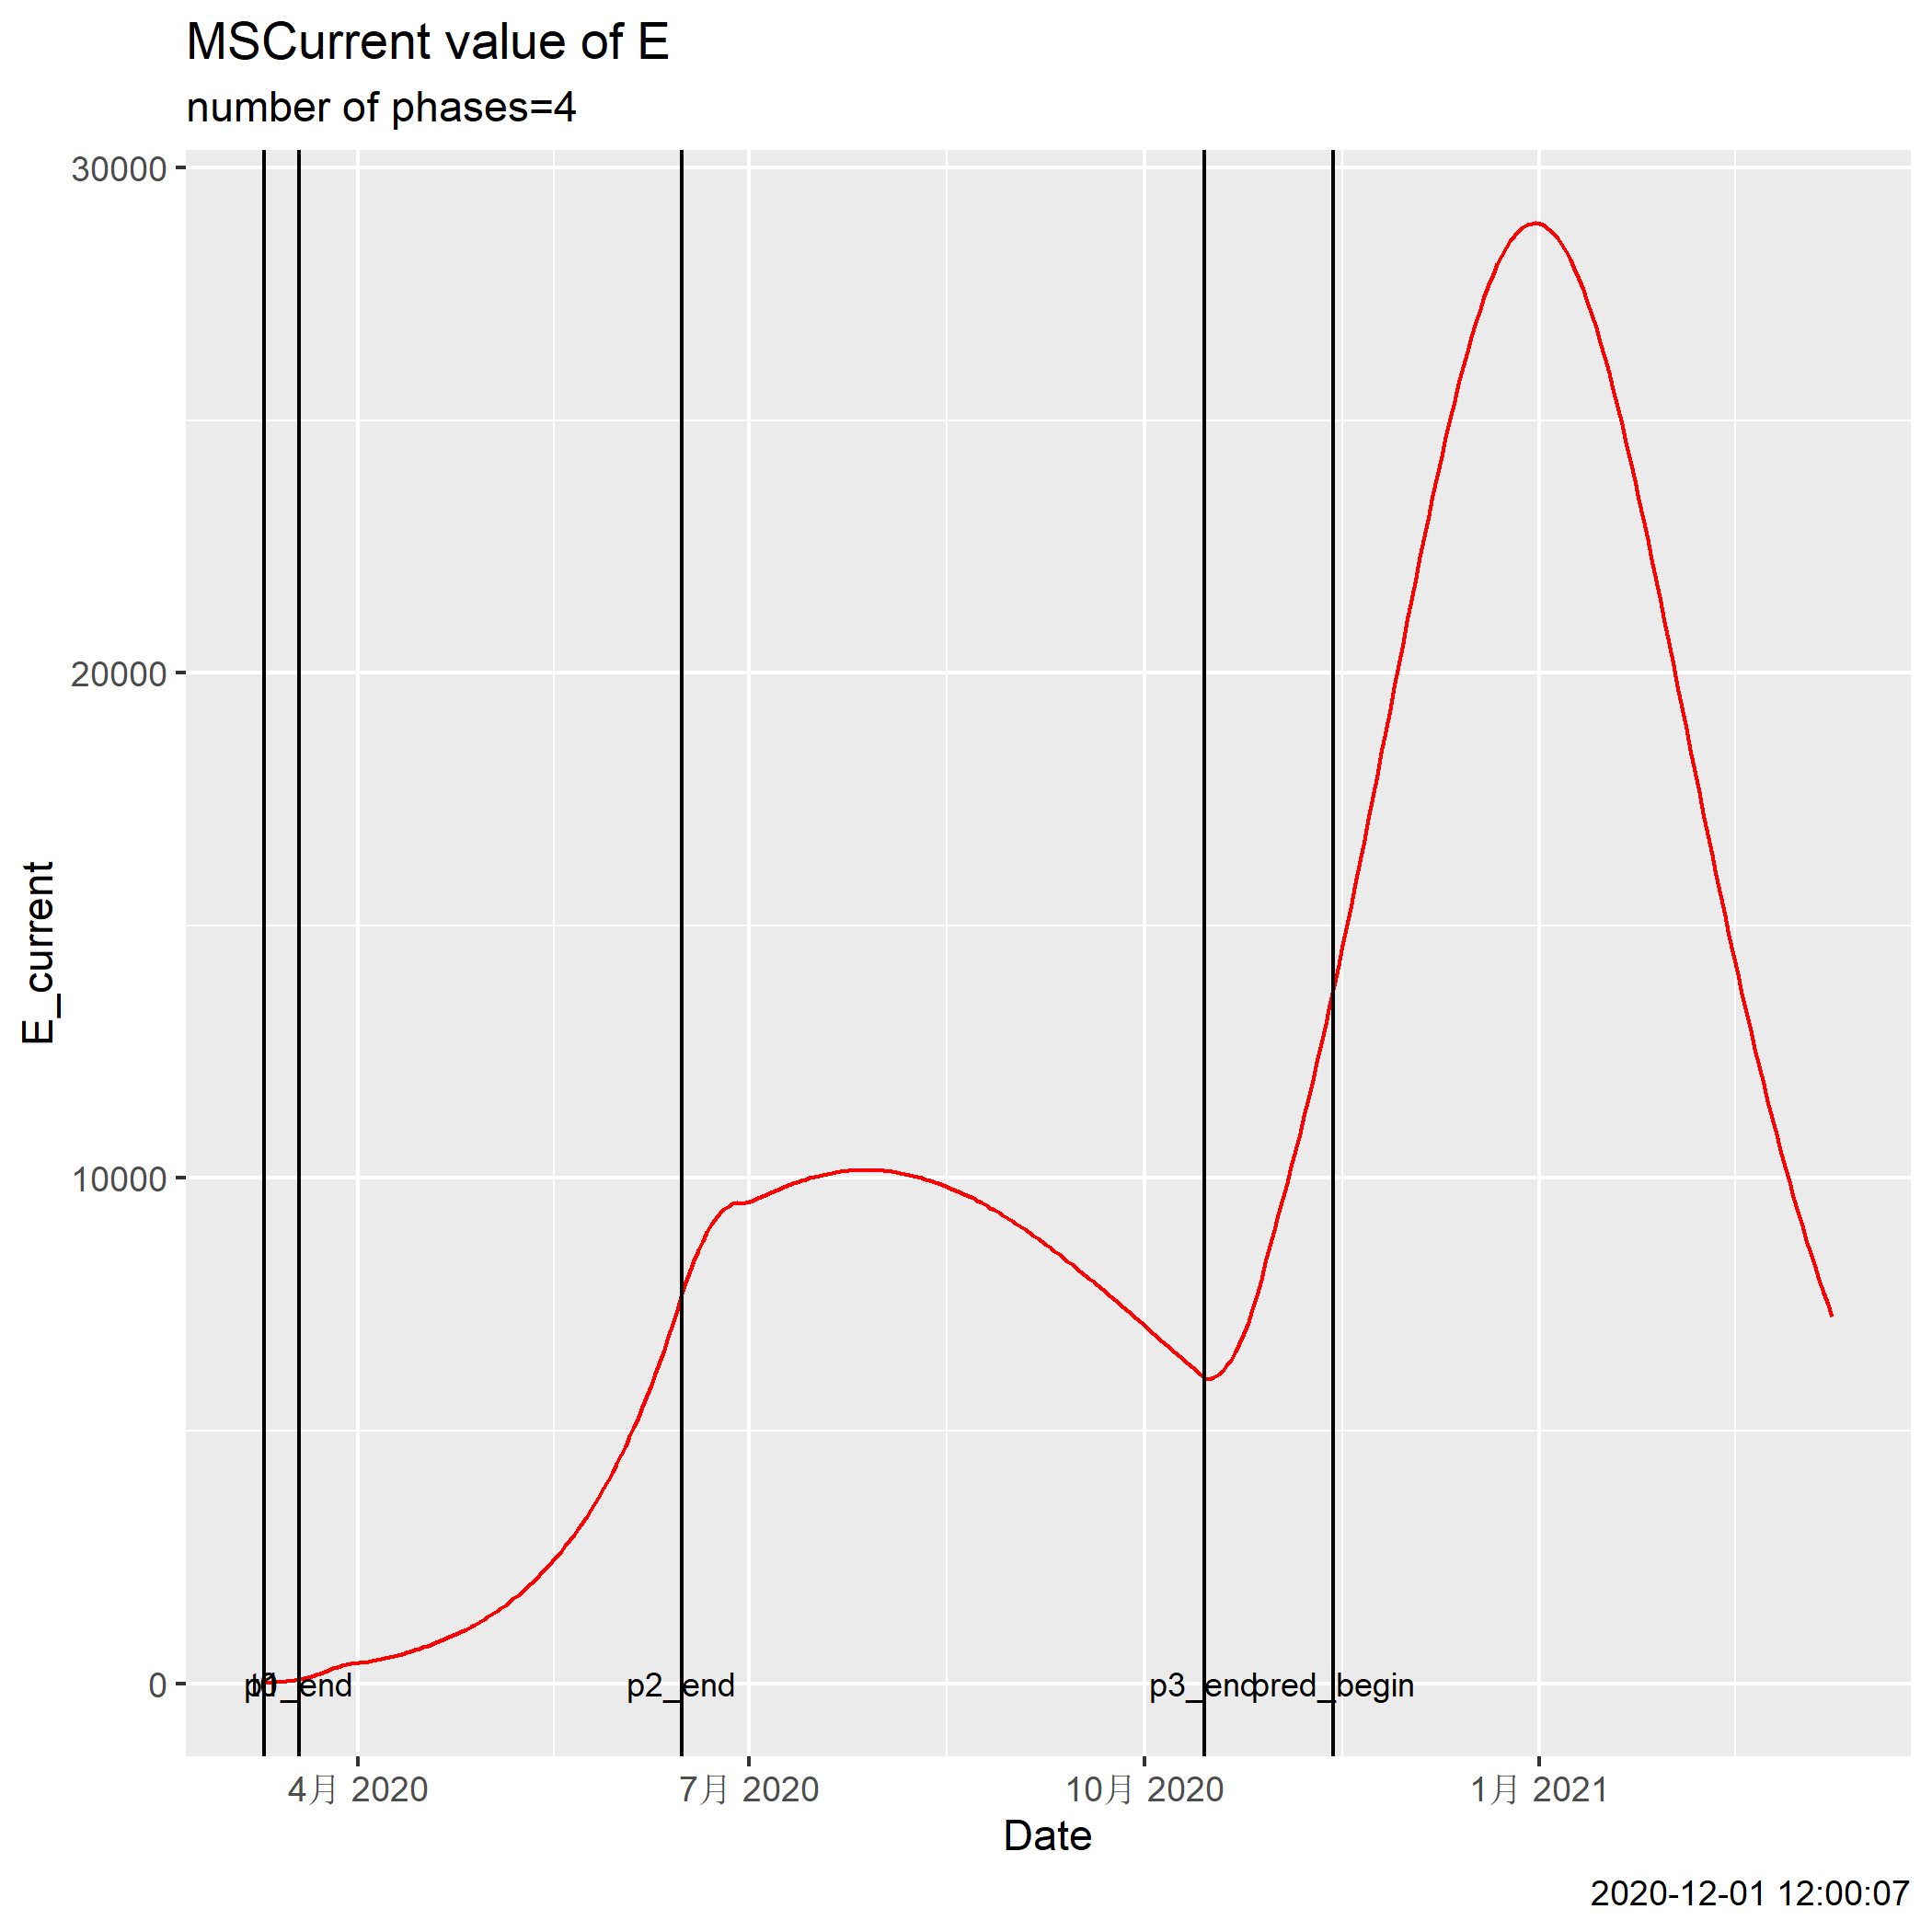 MSCurrent value of E
number of phases=4
30000
20000
10000
0
E_current
p1_end
p2_end
p3_end
pred_begin
4月 2020
7月 2020
10月 2020
1月 2021
Date
2020-12-01 12:00:07